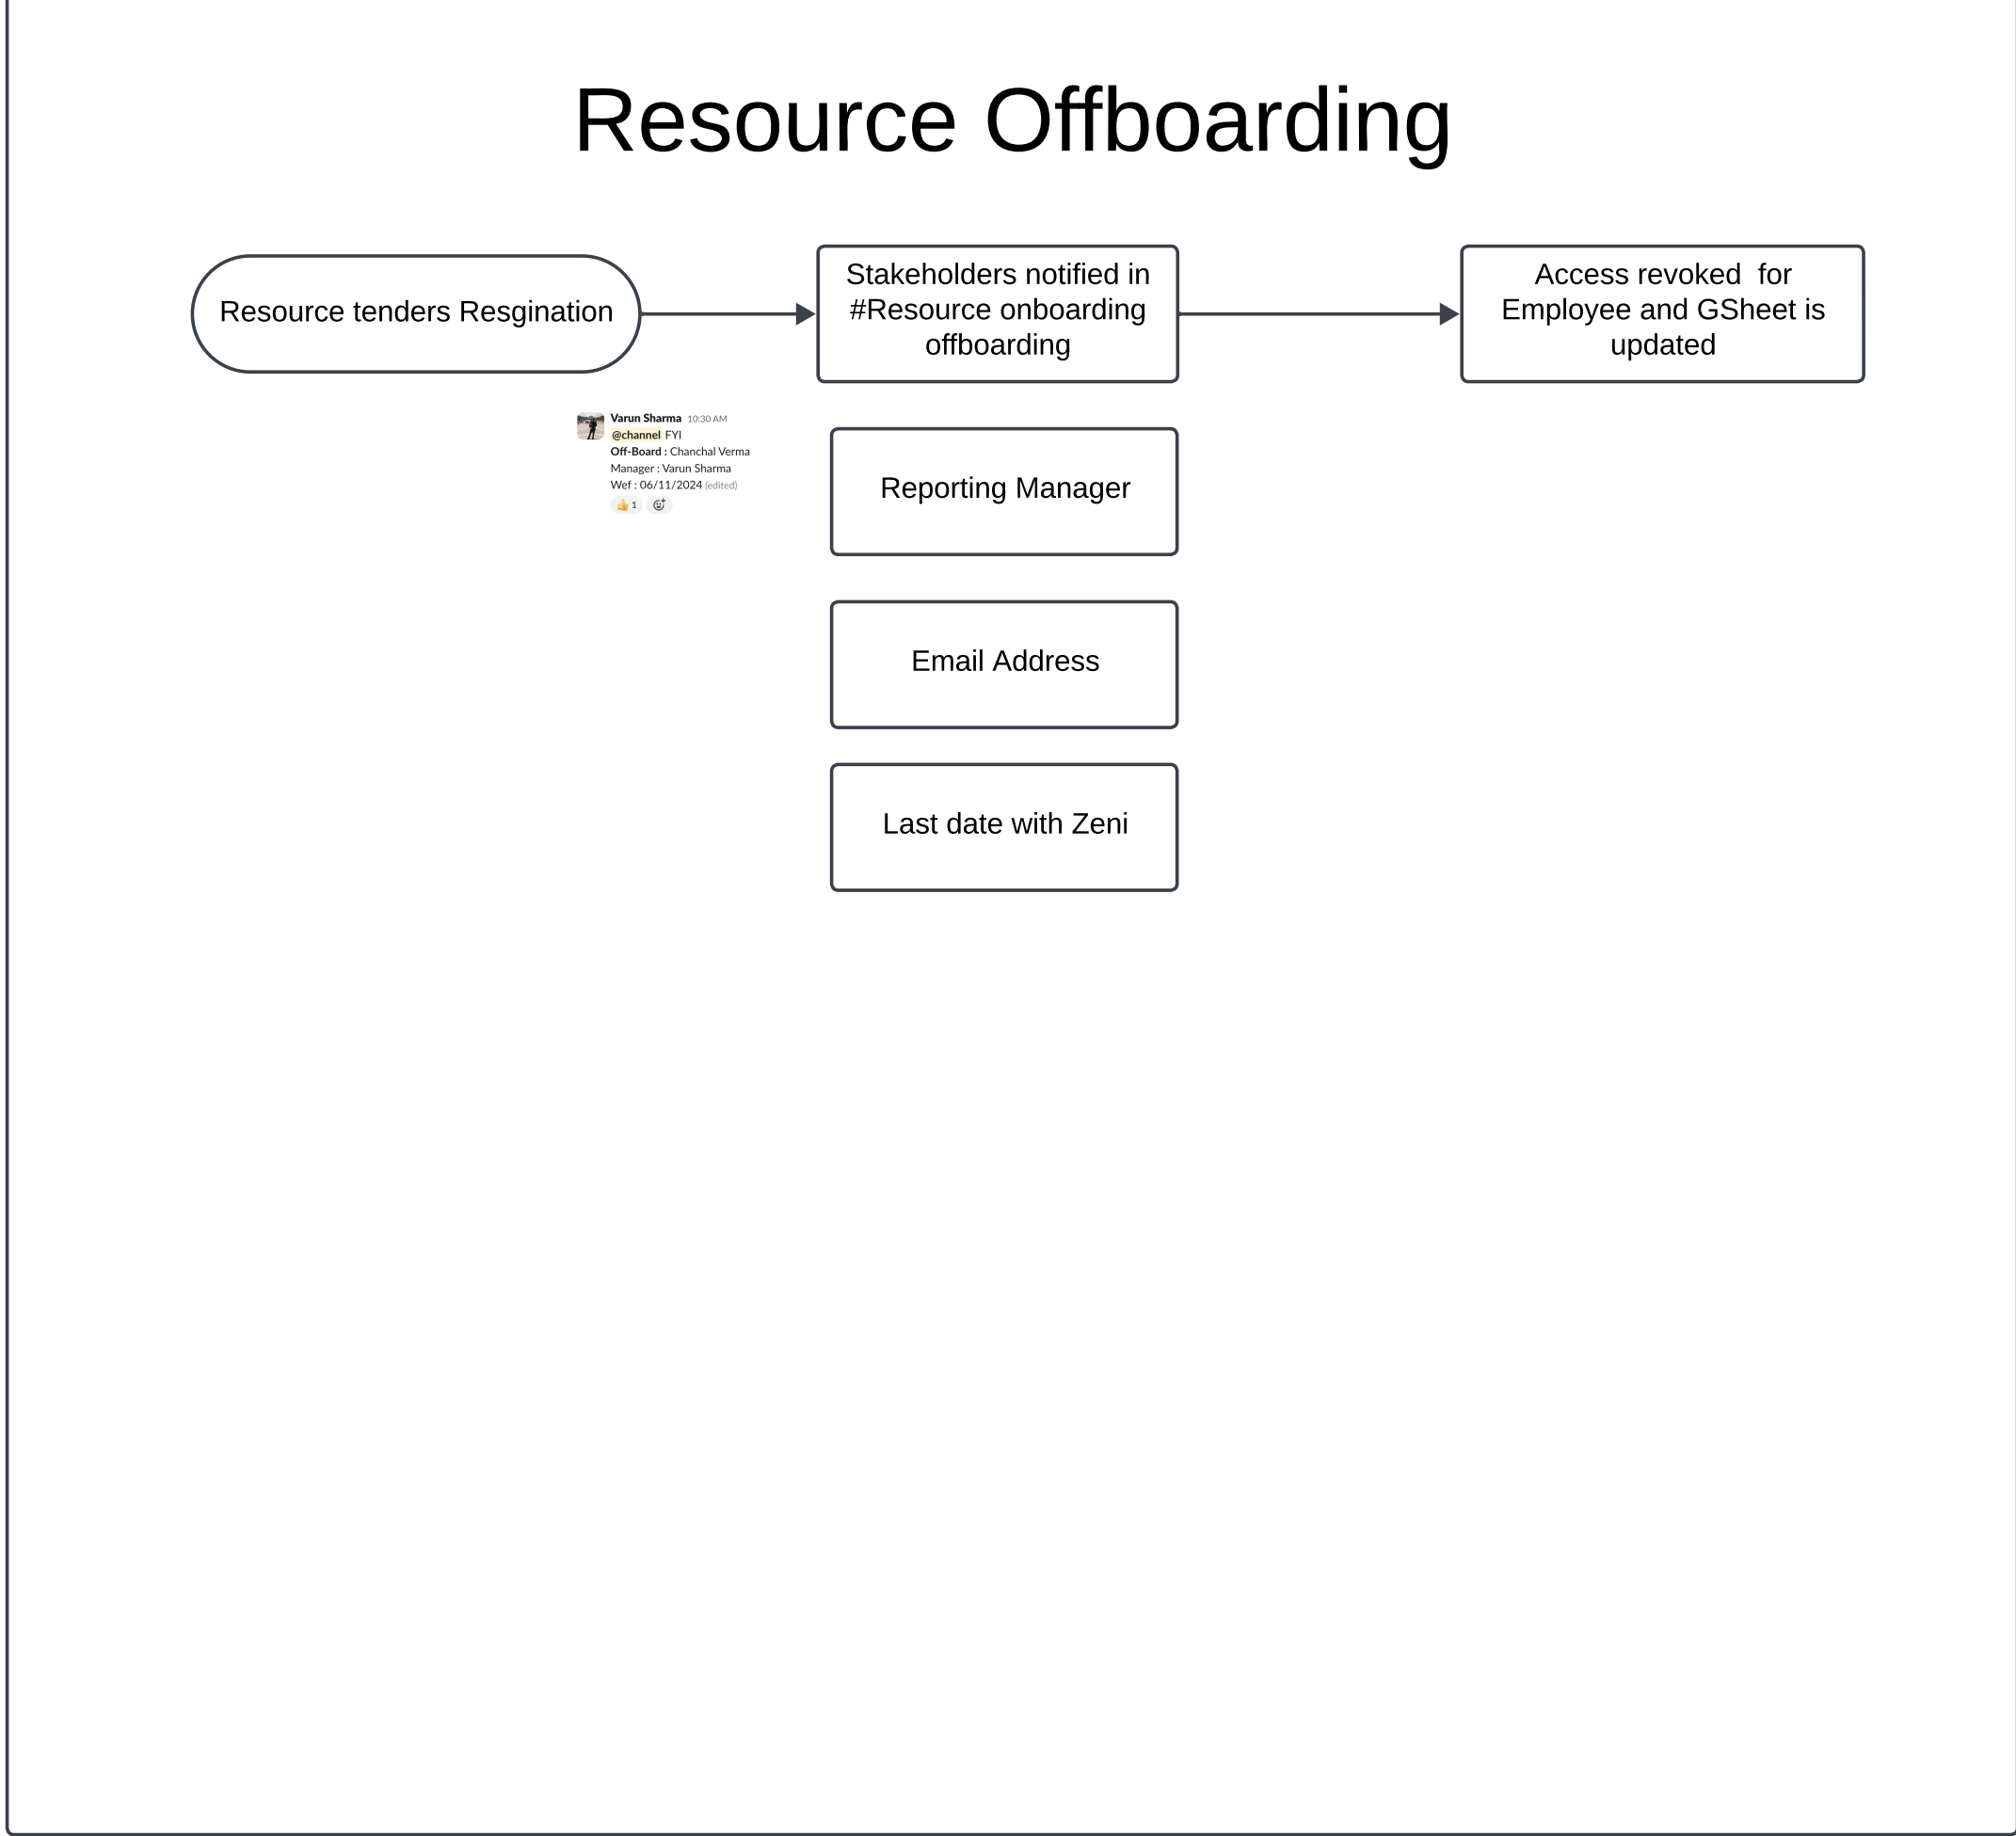 Resource Offboarding
Resource tenders Resgination
Stakeholders notified in
#Resource onboarding
offboarding
Access revoked  for
Employee and GSheet is
updated
Varun Sharma 10:30 AM
@channel FYI
Off-Board : Chanchal Verma
Manager : Varun Sharma
Wef : 06/11/2024 (edited)
👍 1
Reporting Manager
Email Address
Last date with Zeni